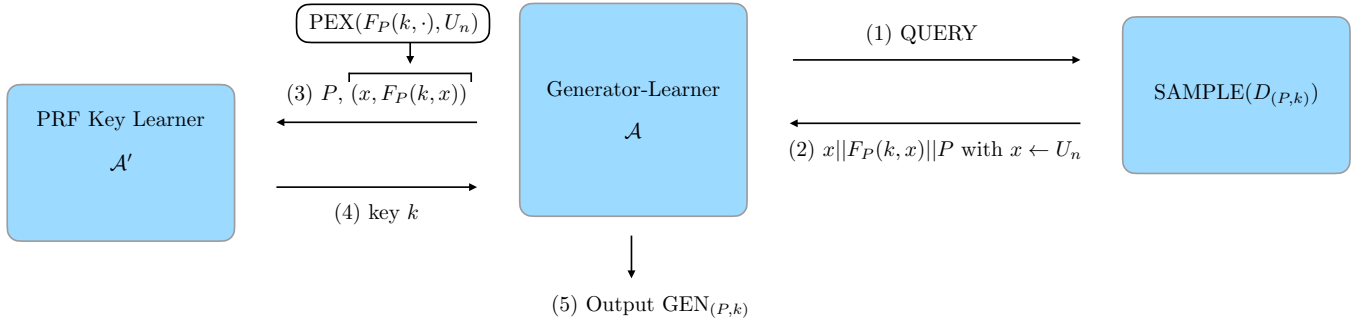 PEX(F_P(k, ·), U_n)
(3) P, (x, F_P(k, x))
PRF Key Learner
𝒜′
(4) key k
Generator-Learner
𝒜
(5) Output GEN_(P,k)
(1) QUERY
(2) x||F_P(k, x)||P with x ← U_n
SAMPLE(D_(P,k))